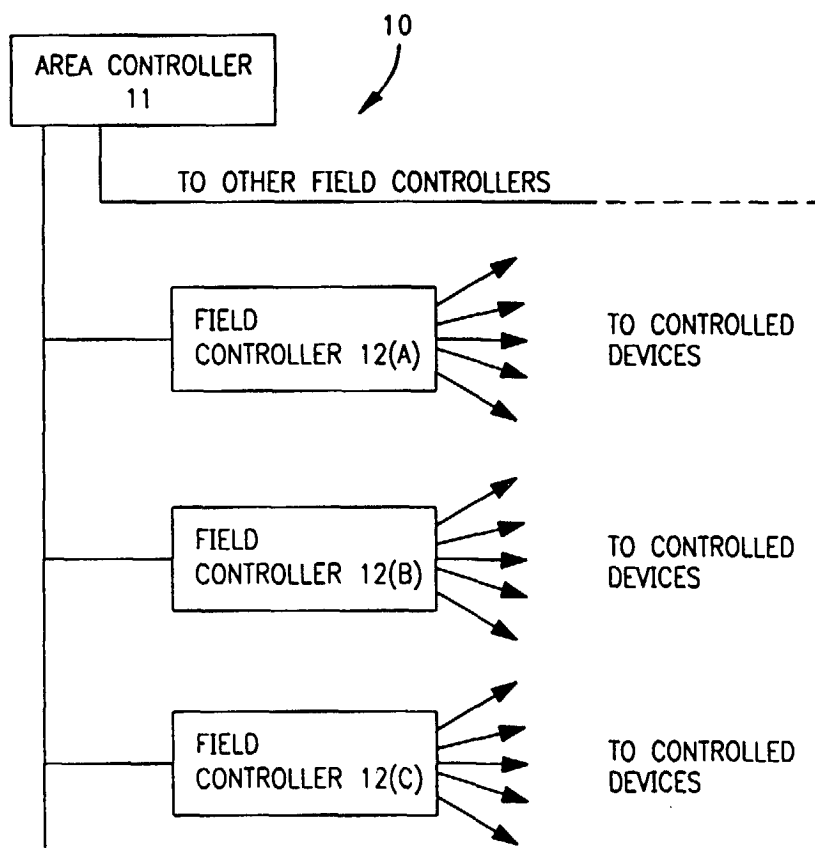 10
AREA CONTROLLER
11
TO OTHER FIELD CONTROLLERS
FIELD
CONTROLLER 12(A)
TO CONTROLLED
DEVICES
FIELD
CONTROLLER 12(B)
TO CONTROLLED
DEVICES
FIELD
CONTROLLER 12(C)
TO CONTROLLED
DEVICES